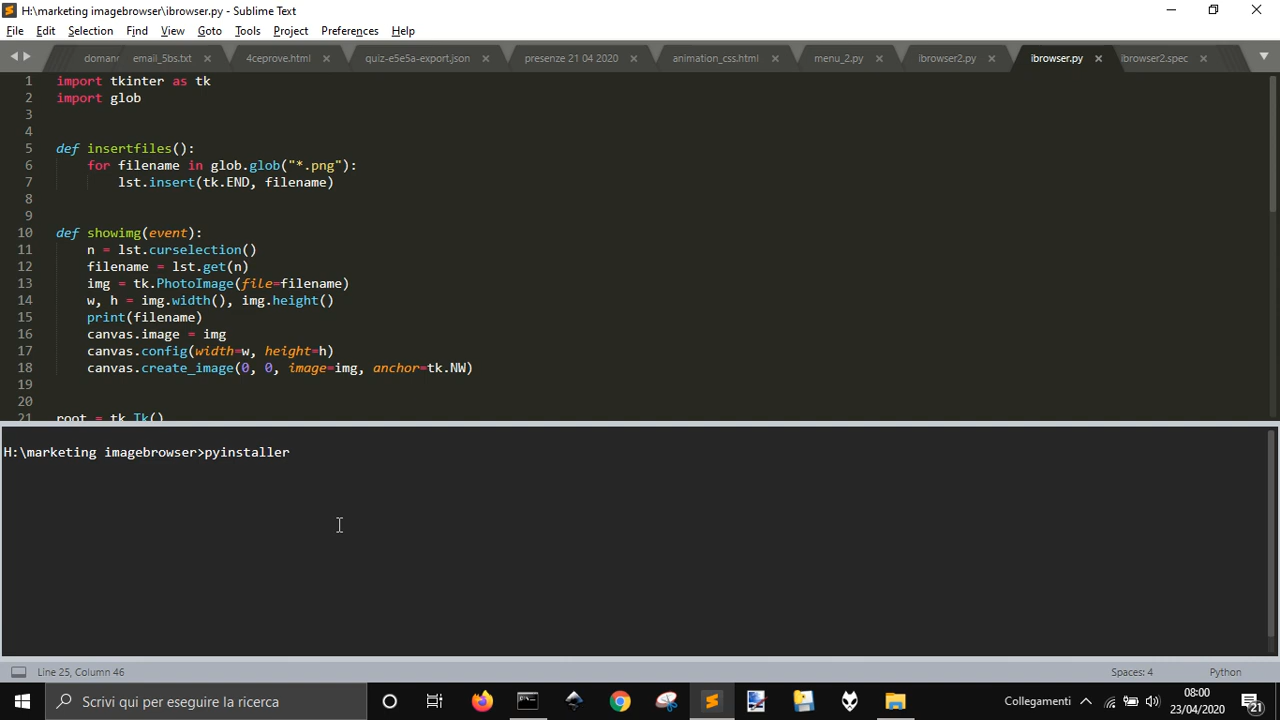 H:\marketing imagebrowser\ibrowser.py - Sublime Text
File Edit Selection Find View Goto Tools Project Preferences Help
domand email_5bs.txt 4ceprove.html quiz-e5e5a-export.json presenze 21 04 2020 animation_css.html menu_2.py ibrowser2.py ibrowser.py ibrowser2.spec
1 import tkinter as tk
2 import glob
3
4
5 def insertfiles():
6 for filename in glob.glob("*.png"):
7 lst.insert(tk.END, filename)
8
9
10 def showimg(event):
11 n = lst.curselection()
12 filename = lst.get(n)
13 img = tk.PhotoImage(file=filename)
14 w, h = img.width(), img.height()
15 print(filename)
16 canvas.image = img
17 canvas.config(width=w, height=h)
18 canvas.create_image(0, 0, image=img, anchor=tk.NW)
19
20
21 root = tk.Tk()
H:\marketing imagebrowser>pyinstaller
Line 25, Column 46 Spaces: 4 Python
Scrivi qui per eseguire la ricerca Collegamenti 08:00
23/04/2020 21